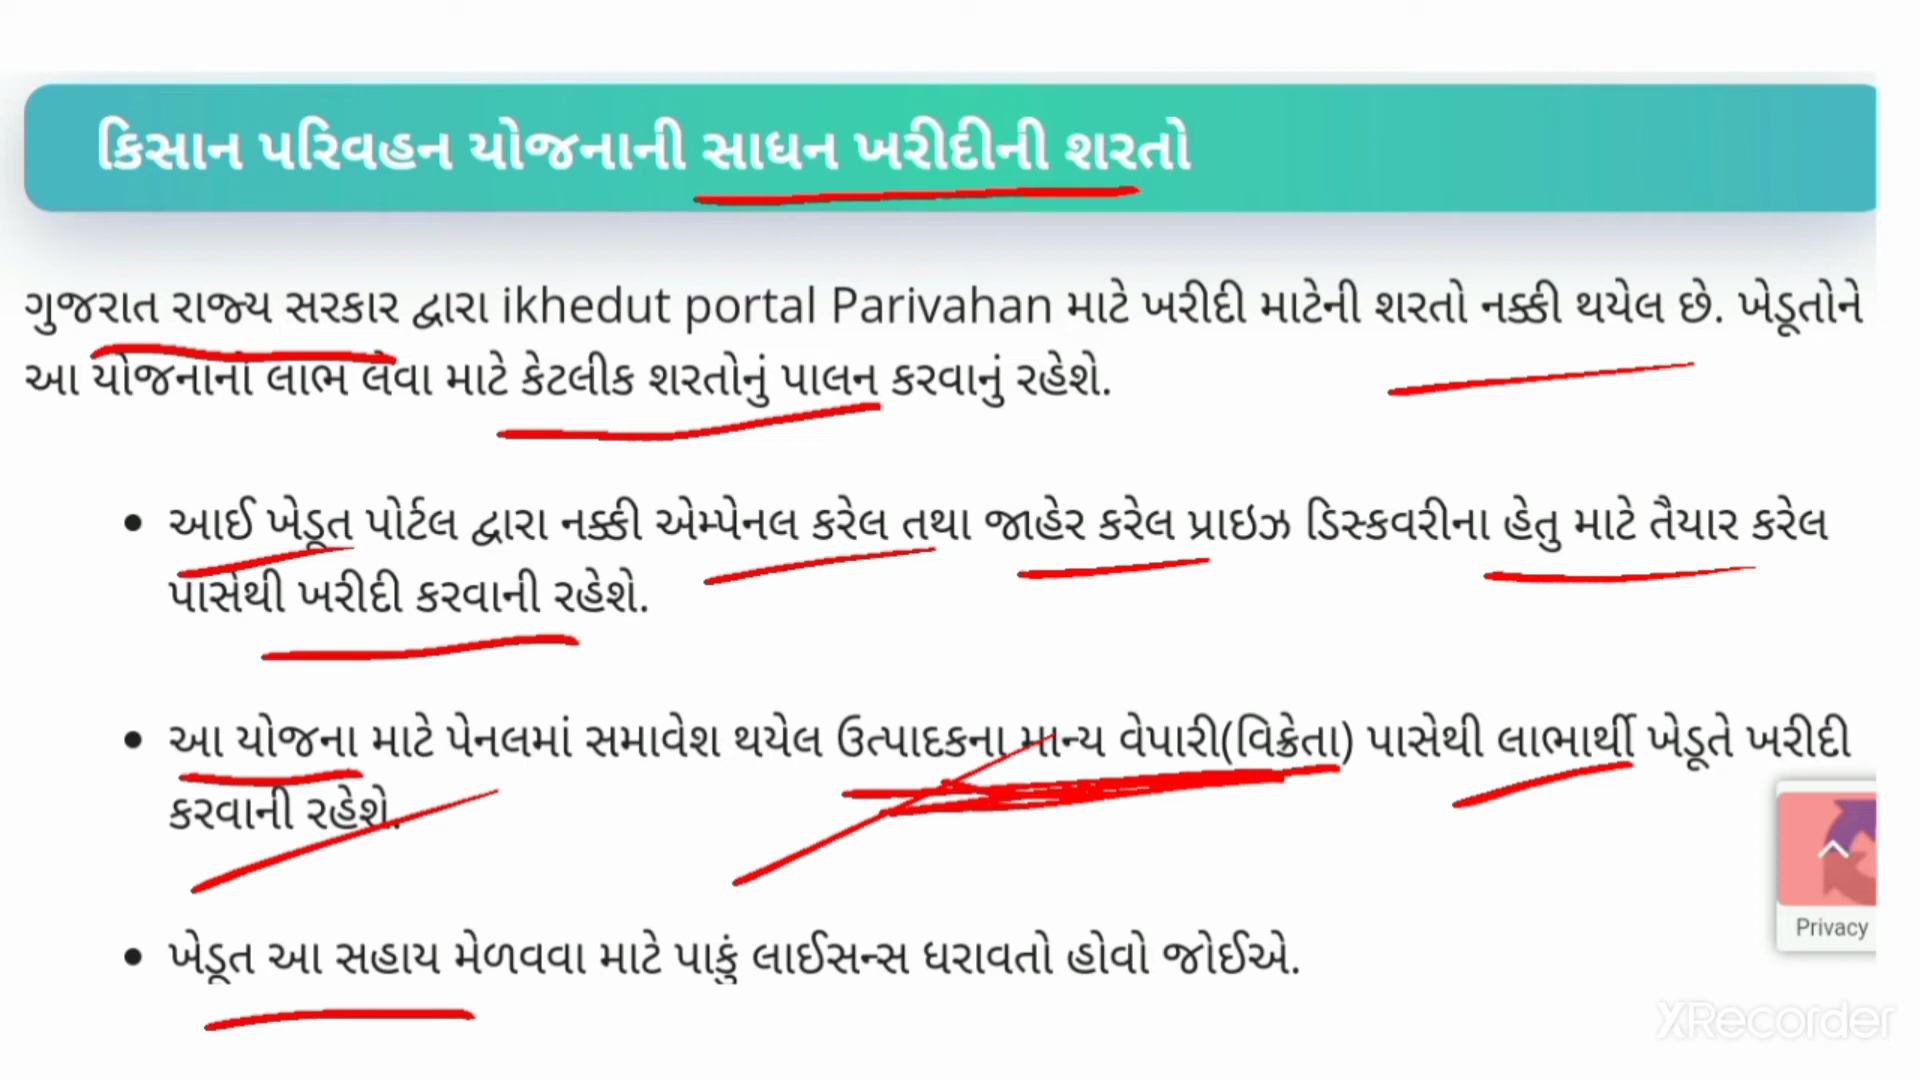 કિસાન પરિવહન યોજનાની સાધન ખરીદીની શરતો
ગુજરાત રાજ્ય સરકાર દ્વારા ikhedut portal Parivahan માટે ખરીદી માટેની શરતો નક્કી થયેલ છે. ખેડૂતોને
આ યોજનાનો લાભ લેવા માટે કેટલીક શરતોનું પાલન કરવાનું રહેશે.
• આઈ ખેડૂત પોર્ટલ દ્વારા નક્કી એમ્પેનલ કરેલ તથા જાહેર કરેલ પ્રાઇઝ ડિસ્કવરીના હેતુ માટે તૈયાર કરેલ
પાસેથી ખરીદી કરવાની રહેશે.
• આ યોજના માટે પેનલમાં સમાવેશ થયેલ ઉત્પાદકના માન્ય વેપારી(વિક્રેતા) પાસેથી લાભાર્થી ખેડૂતે ખરીદી
કરવાની રહેશે.
• ખેડૂત આ સહાય મેળવવા માટે પાકું લાઈસન્સ ધરાવતો હોવો જોઈએ.
Privacy
XRecorder